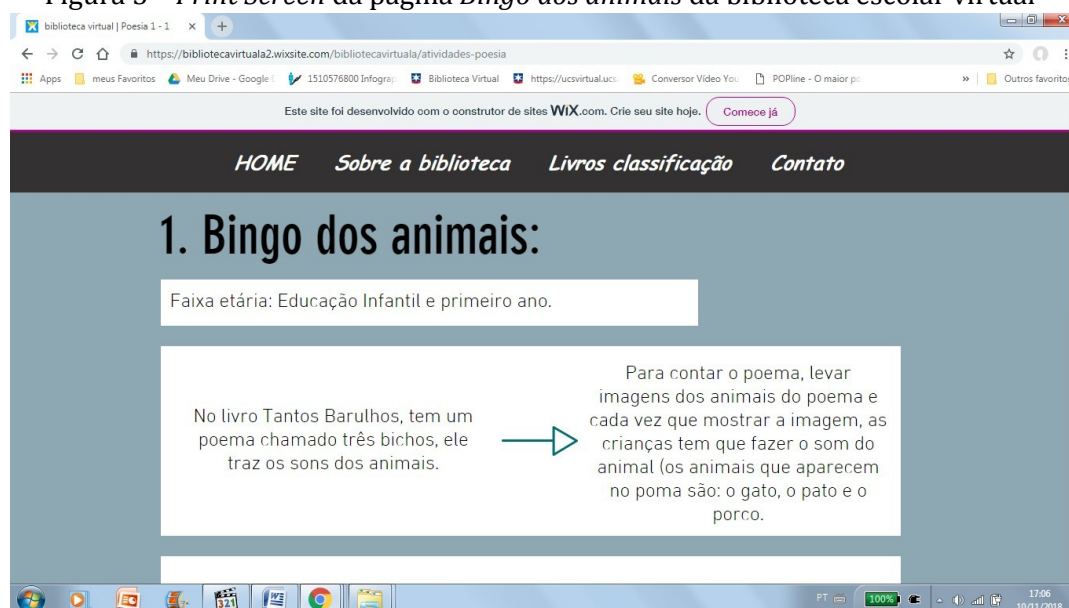 Print Screen da página Bingo dos animais da biblioteca escolar virtual
biblioteca virtual | Poesia 1 - 1
https://bibliotecavirtuala2.wixsite.com/bibliotecavirtuala/atividades-poesia
Apps meus Favoritos Meu Drive - Google 1510576800 Infograp Biblioteca Virtual https://ucsvirtual.ucs Conversor Vídeo You POPline - O maior po » Outros favoritos
Este site foi desenvolvido com o construtor de sites WiX.com. Crie seu site hoje. Comece já
HOME Sobre a biblioteca Livros classificação Contato
1. Bingo dos animais:
Faixa etária: Educação Infantil e primeiro ano.
No livro Tantos Barulhos, tem um
poema chamado três bichos, ele
traz os sons dos animais.
Para contar o poema, levar
imagens dos animais do poema e
cada vez que mostrar a imagem, as
crianças tem que fazer o som do
animal (os animais que aparecem
no poma são: o gato, o pato e o
porco.
PT 100% 17:06
10/11/2018